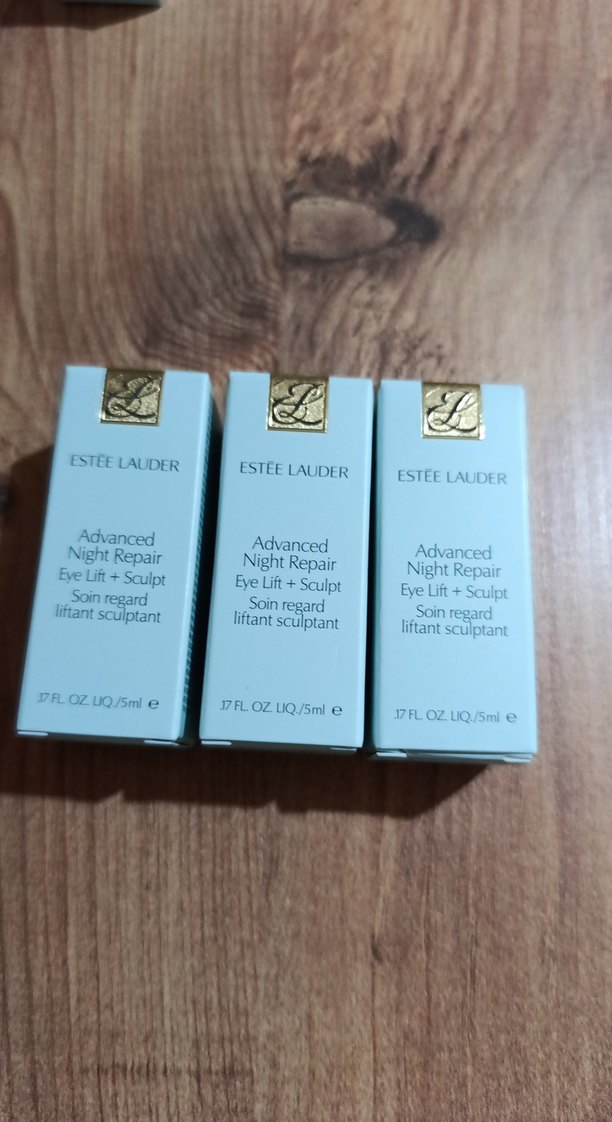 ESTĒE LAUDER
Advanced
Night Repair
Eye Lift + Sculpt
Soin regard
liftant sculptant
.17 FL. OZ. LIQ./5ml e
ESTĒE LAUDER
Advanced
Night Repair
Eye Lift + Sculpt
Soin regard
liftant sculptant
.17 FL. OZ. LIQ./5ml e
ESTĒE LAUDER
Advanced
Night Repair
Eye Lift + Sculpt
Soin regard
liftant sculptant
.17 FL. OZ. LIQ./5ml e